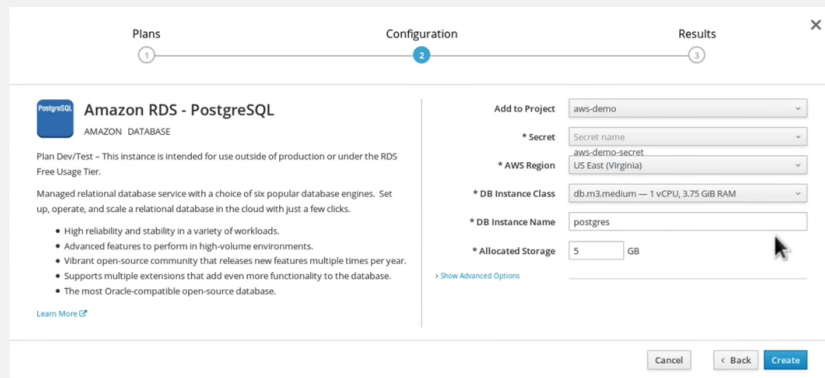 Plans
Configuration
Results
1
2
3
PostgreSQL
Amazon RDS - PostgreSQL
AMAZON DATABASE
Plan Dev/Test – This instance is intended for use outside of production or under the RDS
Free Usage Tier.
Managed relational database service with a choice of six popular database engines. Set
up, operate, and scale a relational database in the cloud with just a few clicks.
• High reliability and stability in a variety of workloads.
• Advanced features to perform in high-volume environments.
• Vibrant open-source community that releases new features multiple times per year.
• Supports multiple extensions that add even more functionality to the database.
• The most Oracle-compatible open-source database.
Learn More
Add to Project aws-demo
* Secret Secret name
aws-demo-secret
* AWS Region US East (Virginia)
* DB Instance Class db.m3.medium — 1 vCPU, 3.75 GiB RAM
* DB Instance Name postgres
* Allocated Storage 5 GB
› Show Advanced Options
Cancel
‹ Back
Create